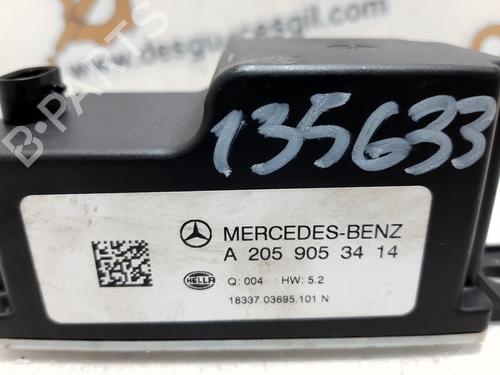 www.desguacesgil.com
B-PARTS
135633
MERCEDES-BENZ
A 205 905 34 14
HELLA
Q: 004 HW: 5.2
18337.03695.101 N